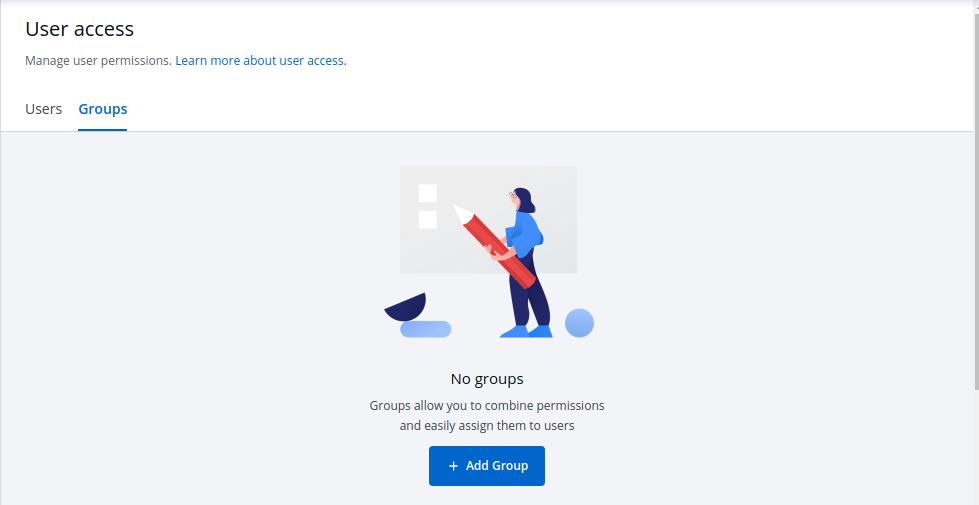 User access
Manage user permissions. Learn more about user access.
Users Groups
No groups
Groups allow you to combine permissions
and easily assign them to users
+ Add Group